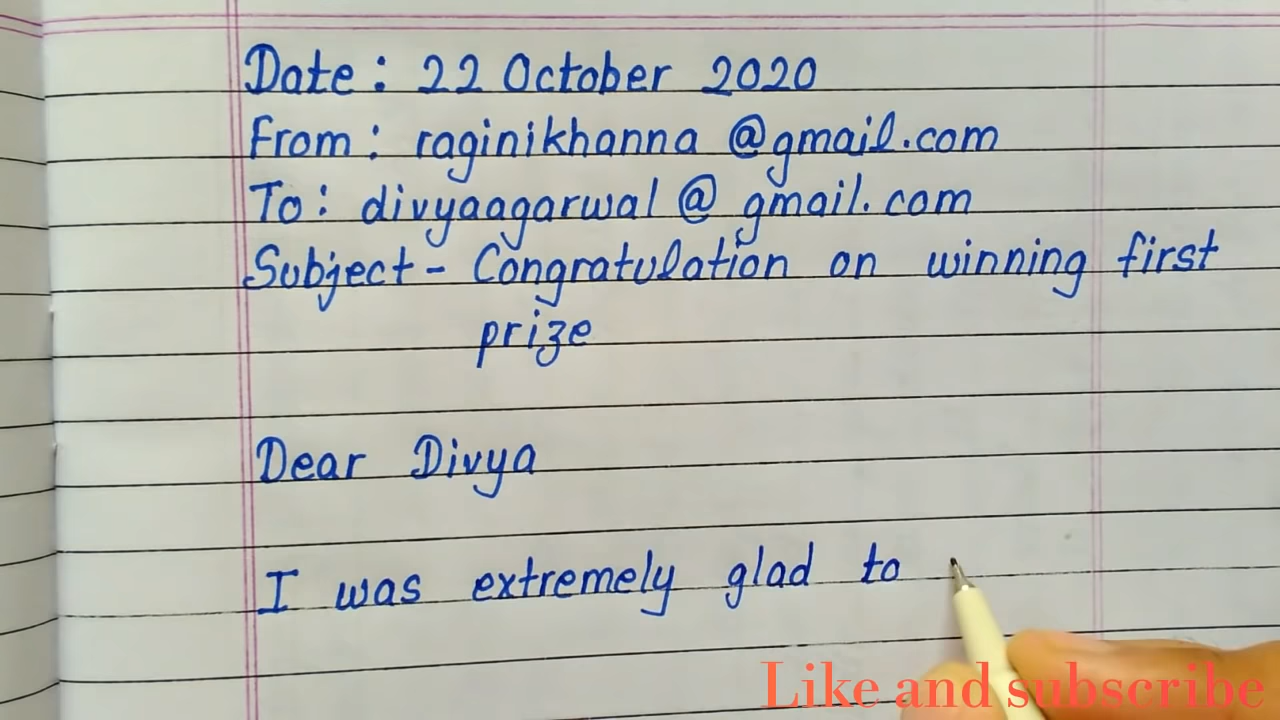 Date : 22 October 2020
From : raginikhanna @gmail.com
To : divyaagarwal @ gmail. com
Subject - Congratulation on winning first
prize
Dear Divya
I was extremely glad to
Like and subscribe